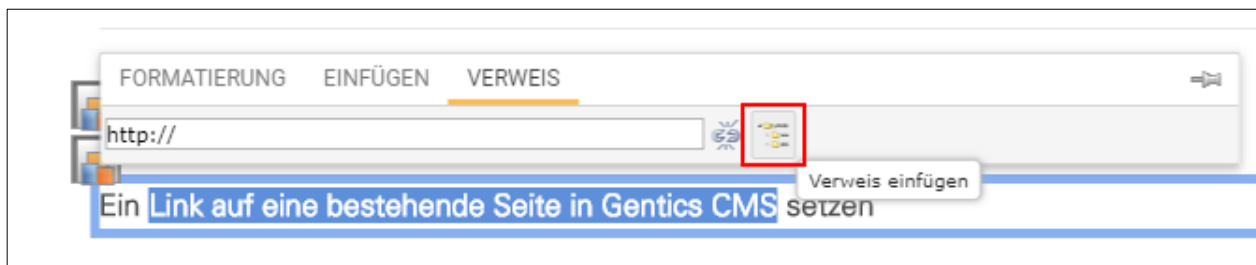 FORMATIERUNG EINFÜGEN VERWEIS
http://
Verweis einfügen
Ein Link auf eine bestehende Seite in Gentics CMS setzen